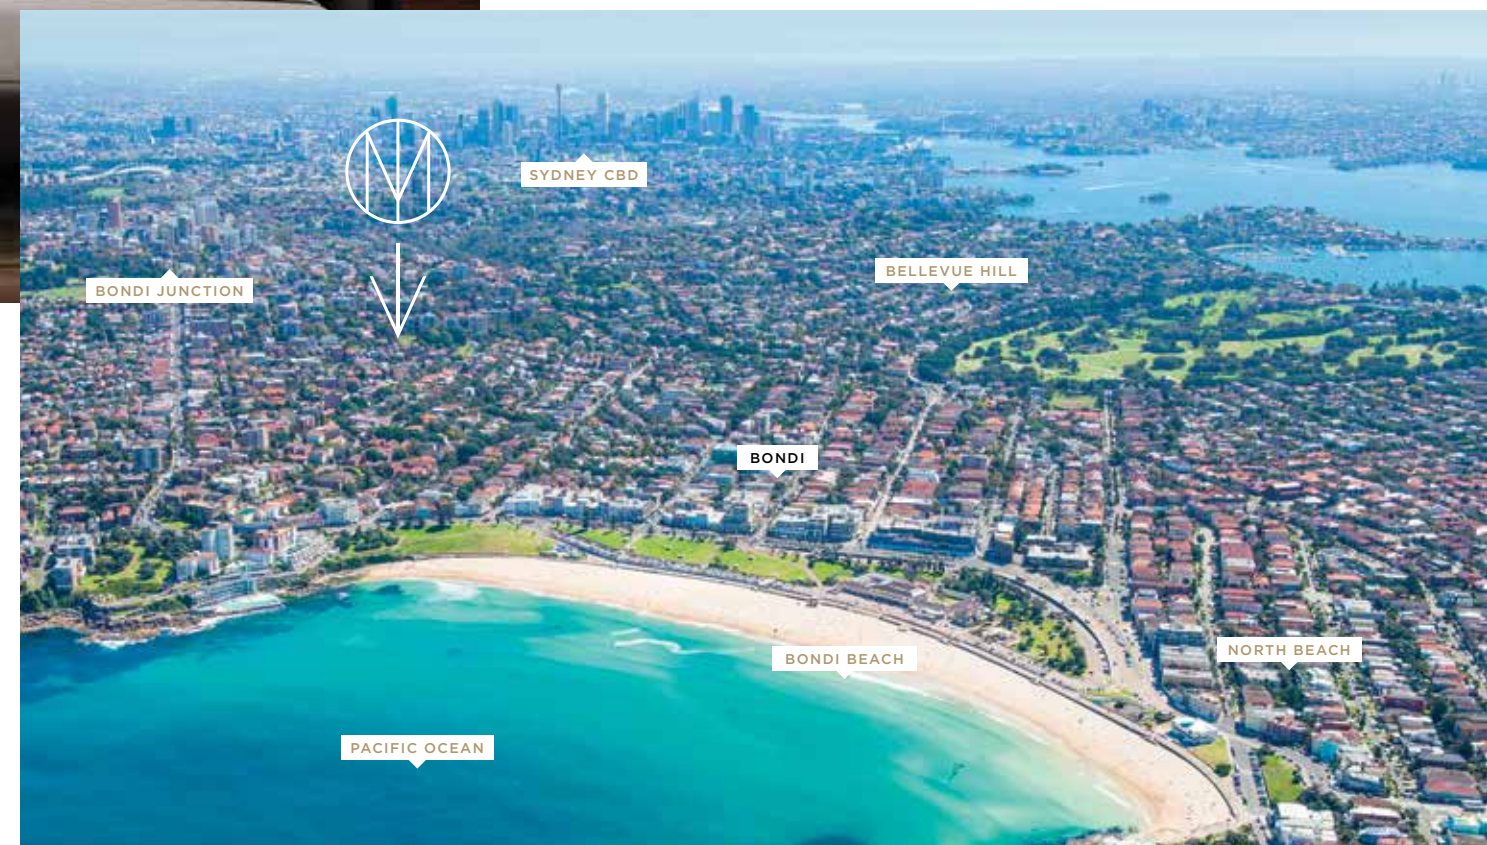 SYDNEY CBD
BELLEVUE HILL
BONDI JUNCTION
BONDI
NORTH BEACH
BONDI BEACH
PACIFIC OCEAN